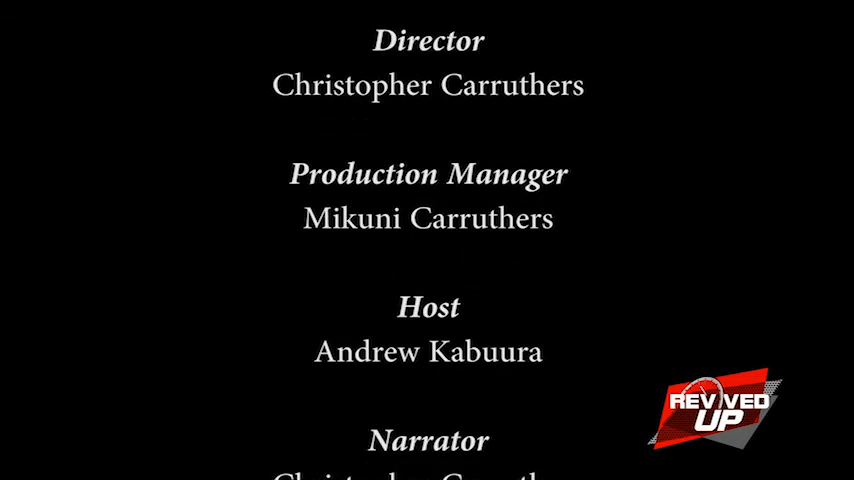 Director
Christopher Carruthers
Production Manager
Mikuni Carruthers
Host
Andrew Kabuura
Narrator
REVIVED
UP